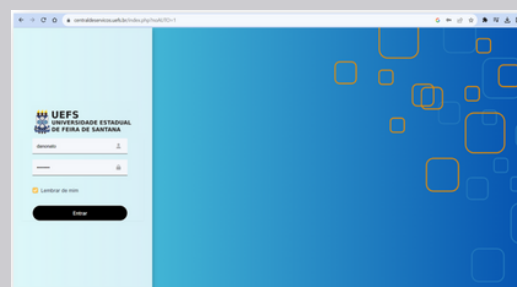 UEFS
UNIVERSIDADE ESTADUAL
DE FEIRA DE SANTANA
Lembrar de mim
Entrar